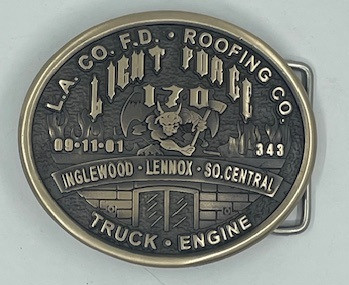 L.A. CO. F.D. • ROOFING CO.
LIGHT FORCE
170
09·11·01
343
INGLEWOOD • LENNOX • SO. CENTRAL
TRUCK • ENGINE